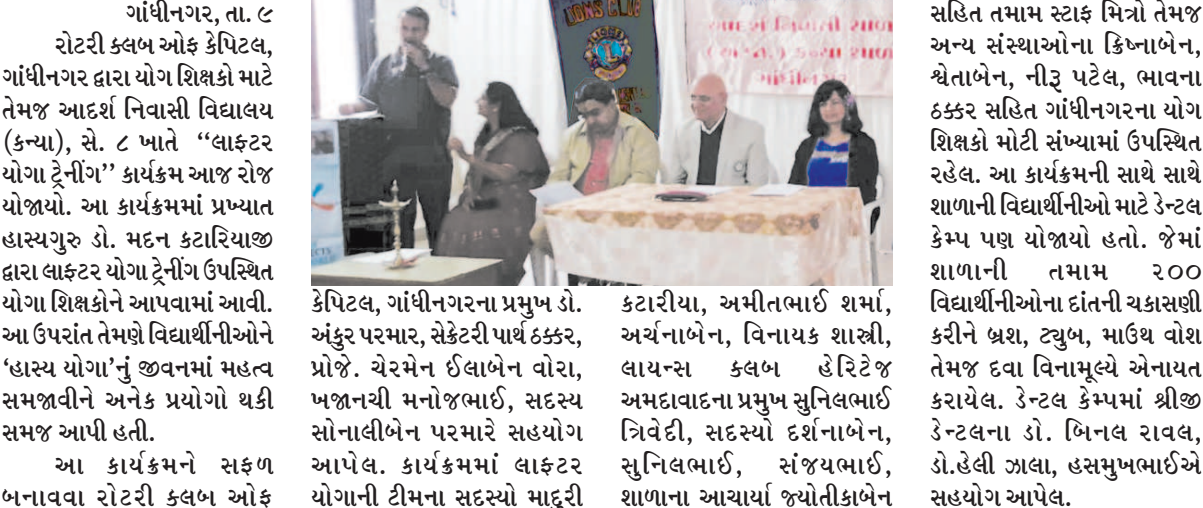 ગાંધીનગર, તા. ૯
રોટરી ક્લબ ઓફ કેપિટલ,
ગાંધીનગર દ્વારા યોગ શિક્ષકો માટે
તેમજ આદર્શ નિવાસી વિદ્યાલય
(કન્યા), સે. ૮ ખાતે ‘‘લાફ્ટર
યોગા ટ્રેનીંગ’’ કાર્યક્રમ આજ રોજ
યોજાયો. આ કાર્યક્રમમાં પ્રખ્યાત
હાસ્યગુરુ ડો. મદન કટારિયાજી
દ્વારા લાફ્ટર યોગા ટ્રેનીંગ ઉપસ્થિત
યોગા શિક્ષકોને આપવામાં આવી.
આ ઉપરાંત તેમણે વિદ્યાર્થીનીઓને
‘હાસ્ય યોગા’નું જીવનમાં મહત્વ
સમજાવીને અનેક પ્રયોગો થકી
સમજ આપી હતી.
આ કાર્યક્રમને સફળ
બનાવવા રોટરી ક્લબ ઓફ
LIONS CLUB
કેપિટલ, ગાંધીનગરના પ્રમુખ ડો.
અંકુર પરમાર, સેક્રેટરી પાર્થ ઠક્કર,
પ્રોજે. ચેરમેન ઈલાબેન વોરા,
ખજાનચી મનોજભાઈ, સદસ્ય
સોનાલીબેન પરમારે સહયોગ
આપેલ. કાર્યક્રમમાં લાફ્ટર
યોગાની ટીમના સદસ્યો માદુરી
કટારીયા, અમીતભાઈ શર્મા,
અર્ચનાબેન, વિનાયક શાસ્ત્રી,
લાયન્સ ક્લબ હેરિટેજ
અમદાવાદના પ્રમુખ સુનિલભાઈ
ત્રિવેદી, સદસ્યો દર્શનાબેન,
સુનિલભાઈ, સંજયભાઈ,
શાળાના આચાર્યા જ્યોતીકાબેન
સહિત તમામ સ્ટાફ મિત્રો તેમજ
અન્ય સંસ્થાઓના ક્રિષ્નાબેન,
શ્વેતાબેન, નીરૂ પટેલ, ભાવના
ઠક્કર સહિત ગાંધીનગરના યોગ
શિક્ષકો મોટી સંખ્યામાં ઉપસ્થિત
રહેલ. આ કાર્યક્રમની સાથે સાથે
શાળાની વિદ્યાર્થીનીઓ માટે ડેન્ટલ
કેમ્પ પણ યોજાયો હતો. જેમાં
શાળાની તમામ ૨૦૦
વિદ્યાર્થીનીઓના દાંતની ચકાસણી
કરીને બ્રશ, ટ્યુબ, માઉથ વોશ
તેમજ દવા વિનામૂલ્યે એનાયત
કરાયેલ. ડેન્ટલ કેમ્પમાં શ્રીજી
ડેન્ટલના ડો. બિનલ રાવલ,
ડો.હેલી ઝાલા, હસમુખભાઈએ
સહયોગ આપેલ.